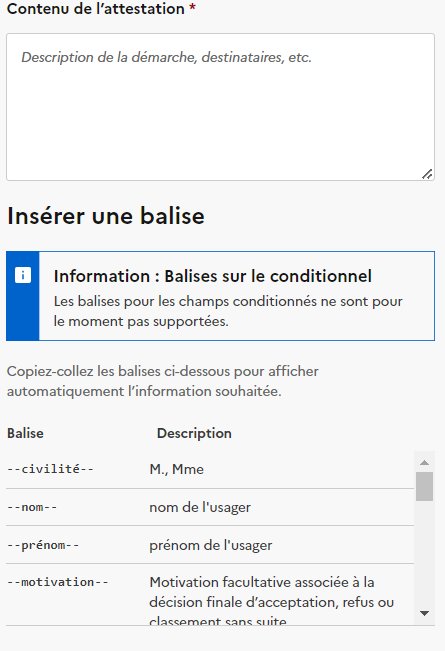 Contenu de l’attestation *
Description de la démarche, destinataires, etc.
Insérer une balise
Information : Balises sur le conditionnel
Les balises pour les champs conditionnés ne sont pour
le moment pas supportées.
Copiez-collez les balises ci-dessous pour afficher
automatiquement l’information souhaitée.
Balise Description
--civilité-- M., Mme
--nom-- nom de l'usager
--prénom-- prénom de l'usager
--motivation-- Motivation facultative associée à la
décision finale d’acceptation, refus ou
classement sans suite